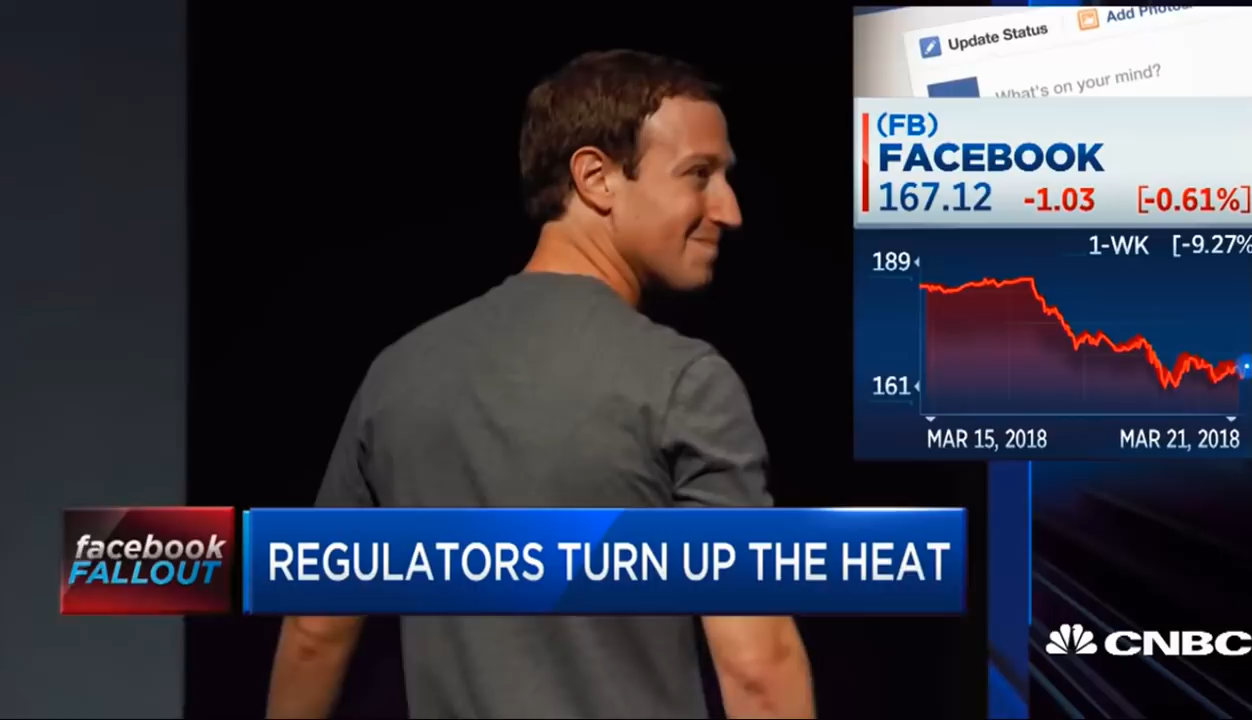 Update Status
Add Photos
What's on your mind?
(FB)
FACEBOOK
167.12 -1.03 [-0.61%]
1-WK [-9.27%
189
161
MAR 15, 2018 MAR 21, 2018
facebook
FALLOUT
REGULATORS TURN UP THE HEAT
CNBC